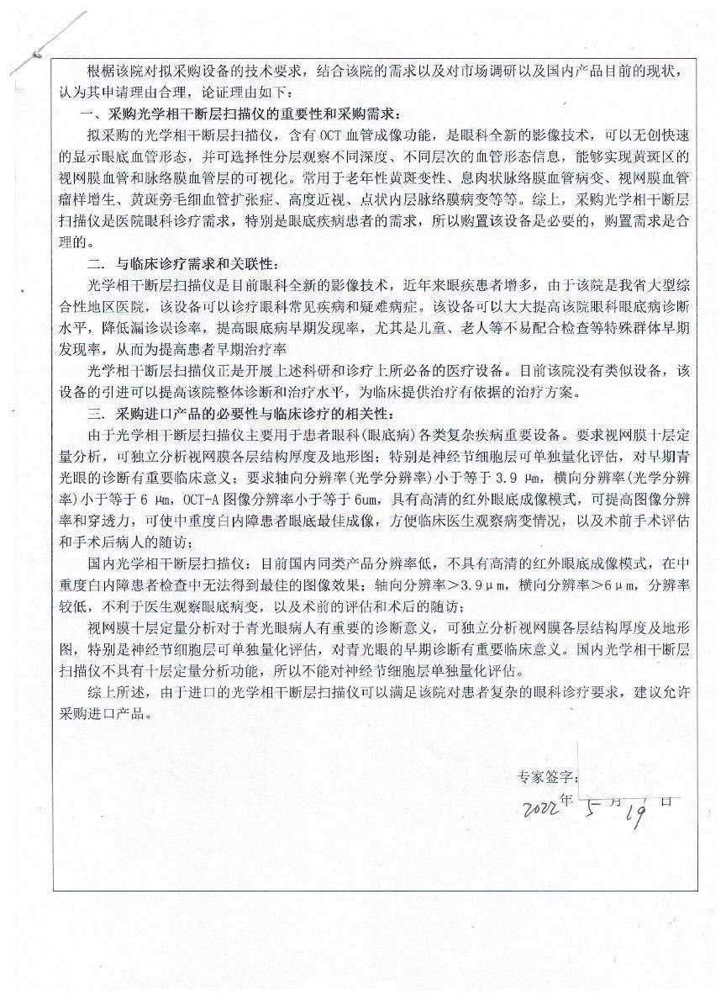 根椐该院对拟采购设备的技术要求，结合该院的需求以及对市场调研以及国内产品目前的现状，
认为其申请理由合理，论证理由如下：
一、采购光学相干断层扫描仪的重要性和采购需求：
拟采购的光学相干断层扫描仪，含有 OCT 血管成像功能，是眼科全新的影像技术，可以无创快速
的显示眼底血管形态，并可选择性分层观察不同深度、不同层次的血管形态信息，能够实现黄斑区的
视网膜血管和脉络膜血管层的可视化。常用于老年性黄斑变性、息肉状脉络膜血管病变、视网膜血管
瘤样增生、黄斑旁毛细血管扩张症、高度近视、点状内层脉络膜病变等等。综上，采购光学相干断层
扫描仪是医院眼科诊疗需求，特别是眼底疾病患者的需求，所以购置该设备是必要的，购置需求是合
理的。
二．与临床诊疗需求和关联性：
光学相干断层扫描仪是目前眼科全新的影像技术，近年来眼疾患者增多，由于该院是我省大型综
合性地区医院，该设备可以诊疗眼科常见疾病和疑难病症。该设备可以大大提高该院眼科眼底病诊断
水平，降低漏诊误诊率，提高眼底病早期发现率，尤其是儿童、老人等不易配合检查等特殊群体早期
发现率，从而为提高患者早期治疗率
光学相干断层扫描仪正是开展上述科研和诊疗上所必备的医疗设备。目前该院没有类似设备，该
设备的引进可以提高该院整体诊断和治疗水平，为临床提供治疗有依据的治疗方案。
三．采购进口产品的必要性与临床诊疗的相关性：
由于光学相干断层扫描仪主要用于患者眼科(眼底病)各类复杂疾病重要设备。要求视网膜十层定
量分析，可独立分析视网膜各层结构厚度及地形图；特别是神经节细胞层可单独量化评估，对早期青
光眼的诊断有重要临床意义；要求轴向分辨率(光学分辨率)小于等于 3.9 μm，横向分辨率(光学分辨
率)小于等于 6 μm，OCT-A 图像分辨率小于等于 6um，具有高清的红外眼底成像模式，可提高图像分辨
率和穿透力，可使中重度白内障患者眼底最佳成像，方便临床医生观察病变情况，以及术前手术评估
和手术后病人的随访；
国内光学相干断层扫描仪：目前国内同类产品分辨率低，不具有高清的红外眼底成像模式，在中
重度白内障患者检查中无法得到最佳的图像效果；轴向分辨率＞3.9μm，横向分辨率＞6μm，分辨率
较低，不利于医生观察眼底病变，以及术前的评估和术后的随访；
视网膜十层定量分析对于青光眼病人有重要的诊断意义，可独立分析视网膜各层结构厚度及地形
图，特别是神经节细胞层可单独量化评估，对青光眼的早期诊断有重要临床意义。国内光学相干断层
扫描仪不具有十层定量分析功能，所以不能对神经节细胞层单独量化评估。
综上所述，由于进口的光学相干断层扫描仪可以满足该院对患者复杂的眼科诊疗要求，建议允许
采购进口产品。
专家签字：
2022年 5 月 19 日